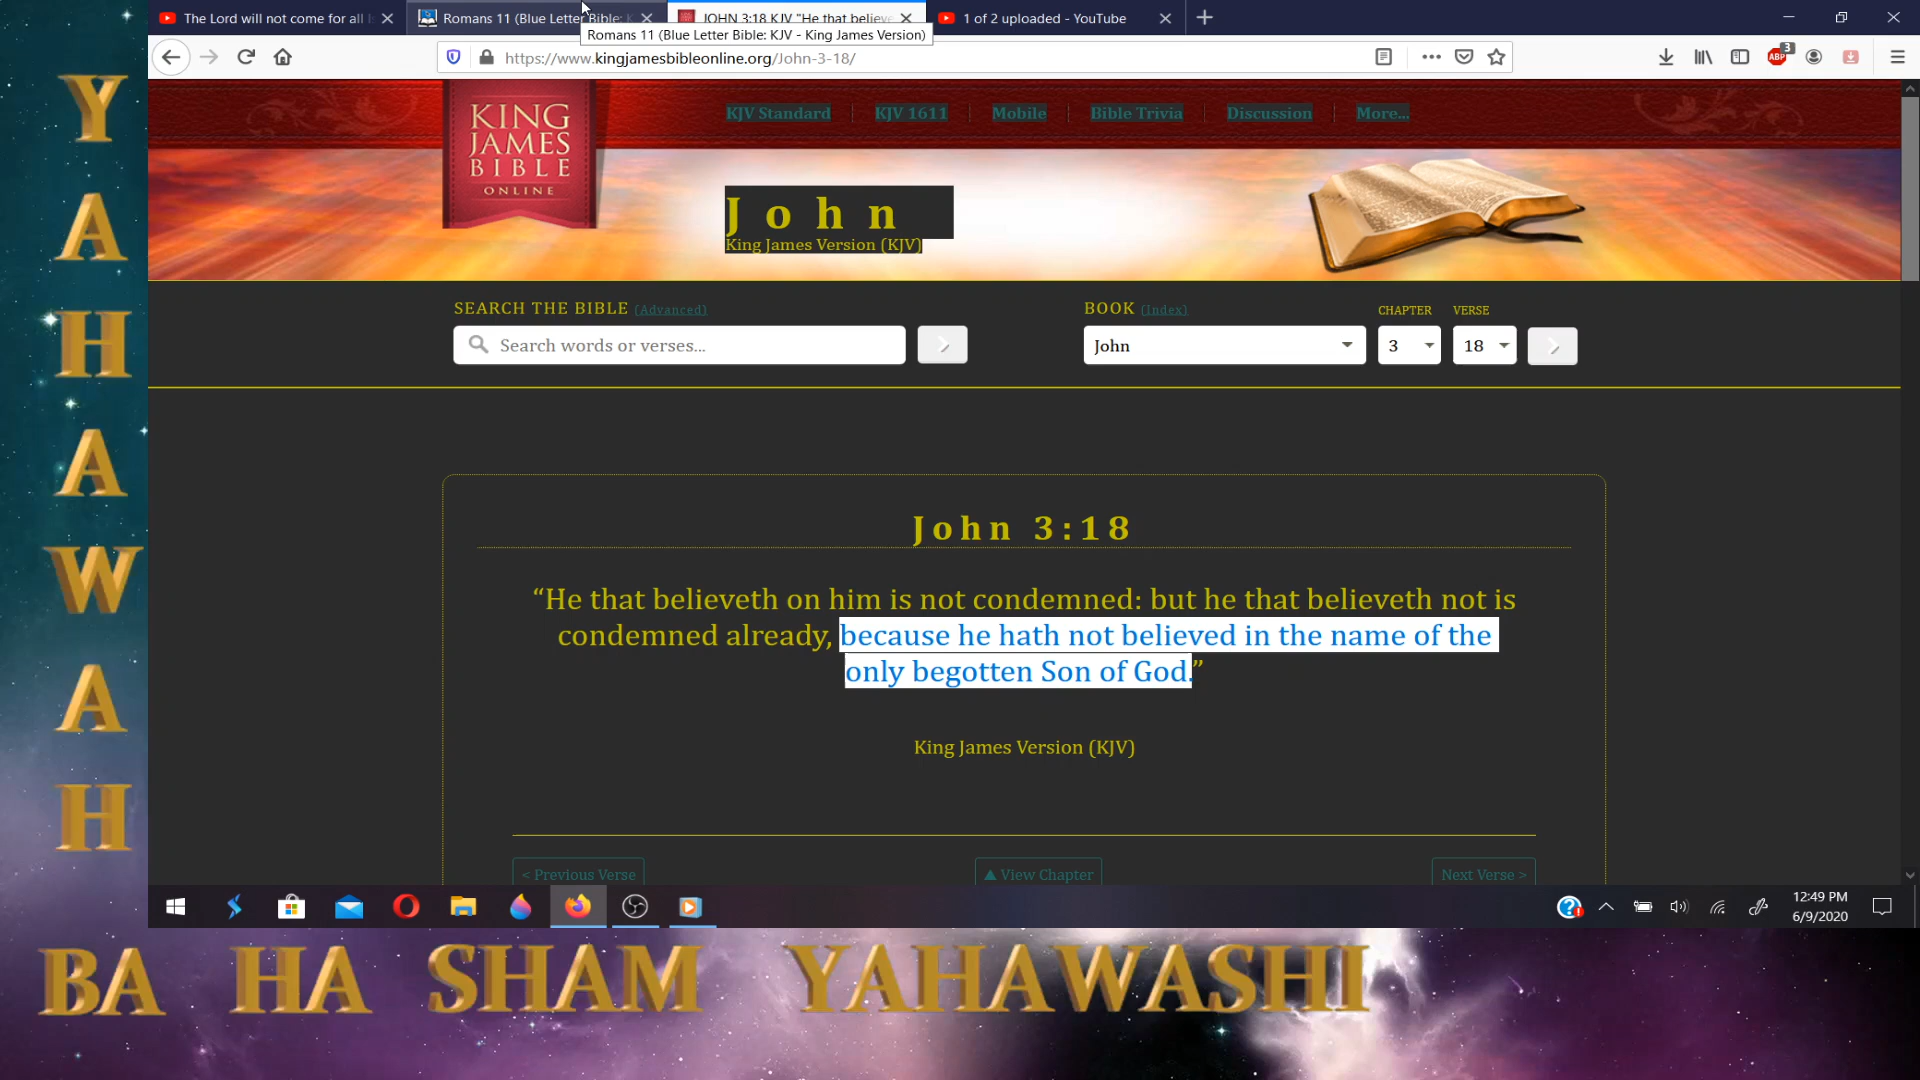 The Lord will not come for all
Romans 11 (Blue Letter Bible:
JOHN 3:18 KJV "He that believe
1 of 2 uploaded - YouTube
Romans 11 (Blue Letter Bible: KJV - King James Version)
https://www.kingjamesbibleonline.org/John-3-18/
ABP
3
KING
JAMES
BIBLE
ONLINE
KJV Standard
KJV 1611
Mobile
Bible Trivia
Discussion
More...
John
King James Version (KJV)
SEARCH THE BIBLE (Advanced)
BOOK (Index)
CHAPTER
VERSE
Search words or verses...
John
3
18
John 3:18
“He that believeth on him is not condemned: but he that believeth not is
condemned already, because he hath not believed in the name of the
only begotten Son of God.”
King James Version (KJV)
< Previous Verse
▲ View Chapter
Next Verse >
12:49 PM
6/9/2020
YAHAWAH
BA HA SHAM YAHAWASHI